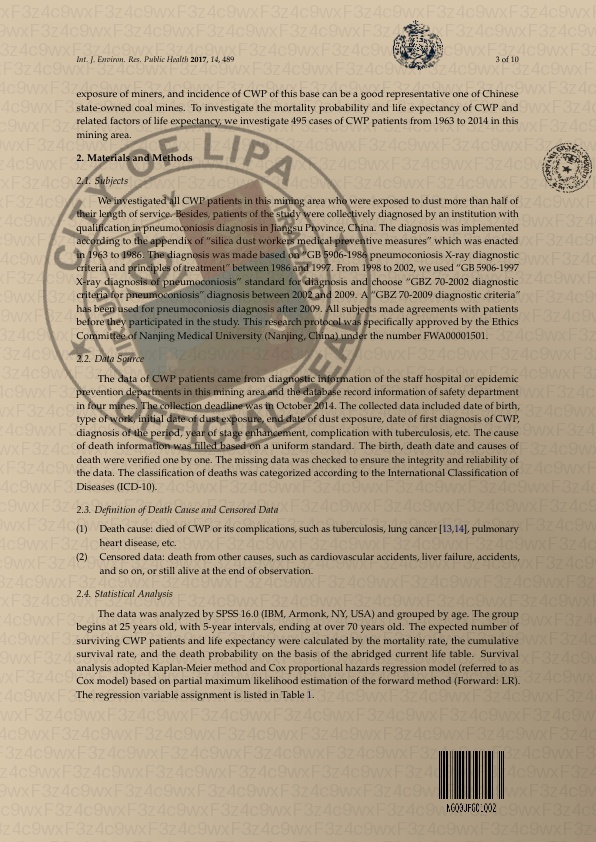 Int. J. Environ. Res. Public Health 2017, 14, 489
3 of 10
exposure of miners, and incidence of CWP of this base can be a good representative one of Chinese
state-owned coal mines. To investigate the mortality probability and life expectancy of CWP and
related factors of life expectancy, we investigate 495 cases of CWP patients from 1963 to 2014 in this
mining area.
2. Materials and Methods
2.1. Subjects
We investigated all CWP patients in this mining area who were exposed to dust more than half of
their length of service. Besides, patients of the study were collectively diagnosed by an institution with
qualification in pneumoconiosis diagnosis in Jiangsu Province, China. The diagnosis was implemented
according to the appendix of “silica dust workers medical preventive measures” which was enacted
in 1963 to 1986. The diagnosis was made based on “GB 5906-1986 pneumoconiosis X-ray diagnostic
criteria and principles of treatment” between 1986 and 1997. From 1998 to 2002, we used “GB 5906-1997
X-ray diagnosis of pneumoconiosis” standard for diagnosis and choose “GBZ 70-2002 diagnostic
criteria for pneumoconiosis” diagnosis between 2002 and 2009. A “GBZ 70-2009 diagnostic criteria”
has been used for pneumoconiosis diagnosis after 2009. All subjects made agreements with patients
before they participated in the study. This research protocol was specifically approved by the Ethics
Committee of Nanjing Medical University (Nanjing, China) under the number FWA00001501.
2.2. Data Source
The data of CWP patients came from diagnostic information of the staff hospital or epidemic
prevention departments in this mining area and the database record information of safety department
in four mines. The collection deadline was in October 2014. The collected data included date of birth,
type of work, initial date of dust exposure, end date of dust exposure, date of first diagnosis of CWP,
diagnosis of the period, year of stage enhancement, complication with tuberculosis, etc. The cause
of death information was filled based on a uniform standard. The birth, death date and causes of
death were verified one by one. The missing data was checked to ensure the integrity and reliability of
the data. The classification of deaths was categorized according to the International Classification of
Diseases (ICD-10).
2.3. Definition of Death Cause and Censored Data
(1) Death cause: died of CWP or its complications, such as tuberculosis, lung cancer [13,14], pulmonary
heart disease, etc.
(2) Censored data: death from other causes, such as cardiovascular accidents, liver failure, accidents,
and so on, or still alive at the end of observation.
2.4. Statistical Analysis
The data was analyzed by SPSS 16.0 (IBM, Armonk, NY, USA) and grouped by age. The group
begins at 25 years old, with 5-year intervals, ending at over 70 years old. The expected number of
surviving CWP patients and life expectancy were calculated by the mortality rate, the cumulative
survival rate, and the death probability on the basis of the abridged current life table. Survival
analysis adopted Kaplan-Meier method and Cox proportional hazards regression model (referred to as
Cox model) based on partial maximum likelihood estimation of the forward method (Forward: LR).
The regression variable assignment is listed in Table 1.
CITY OF LIPA
OFFICIAL SEAL
NG09JFG01002